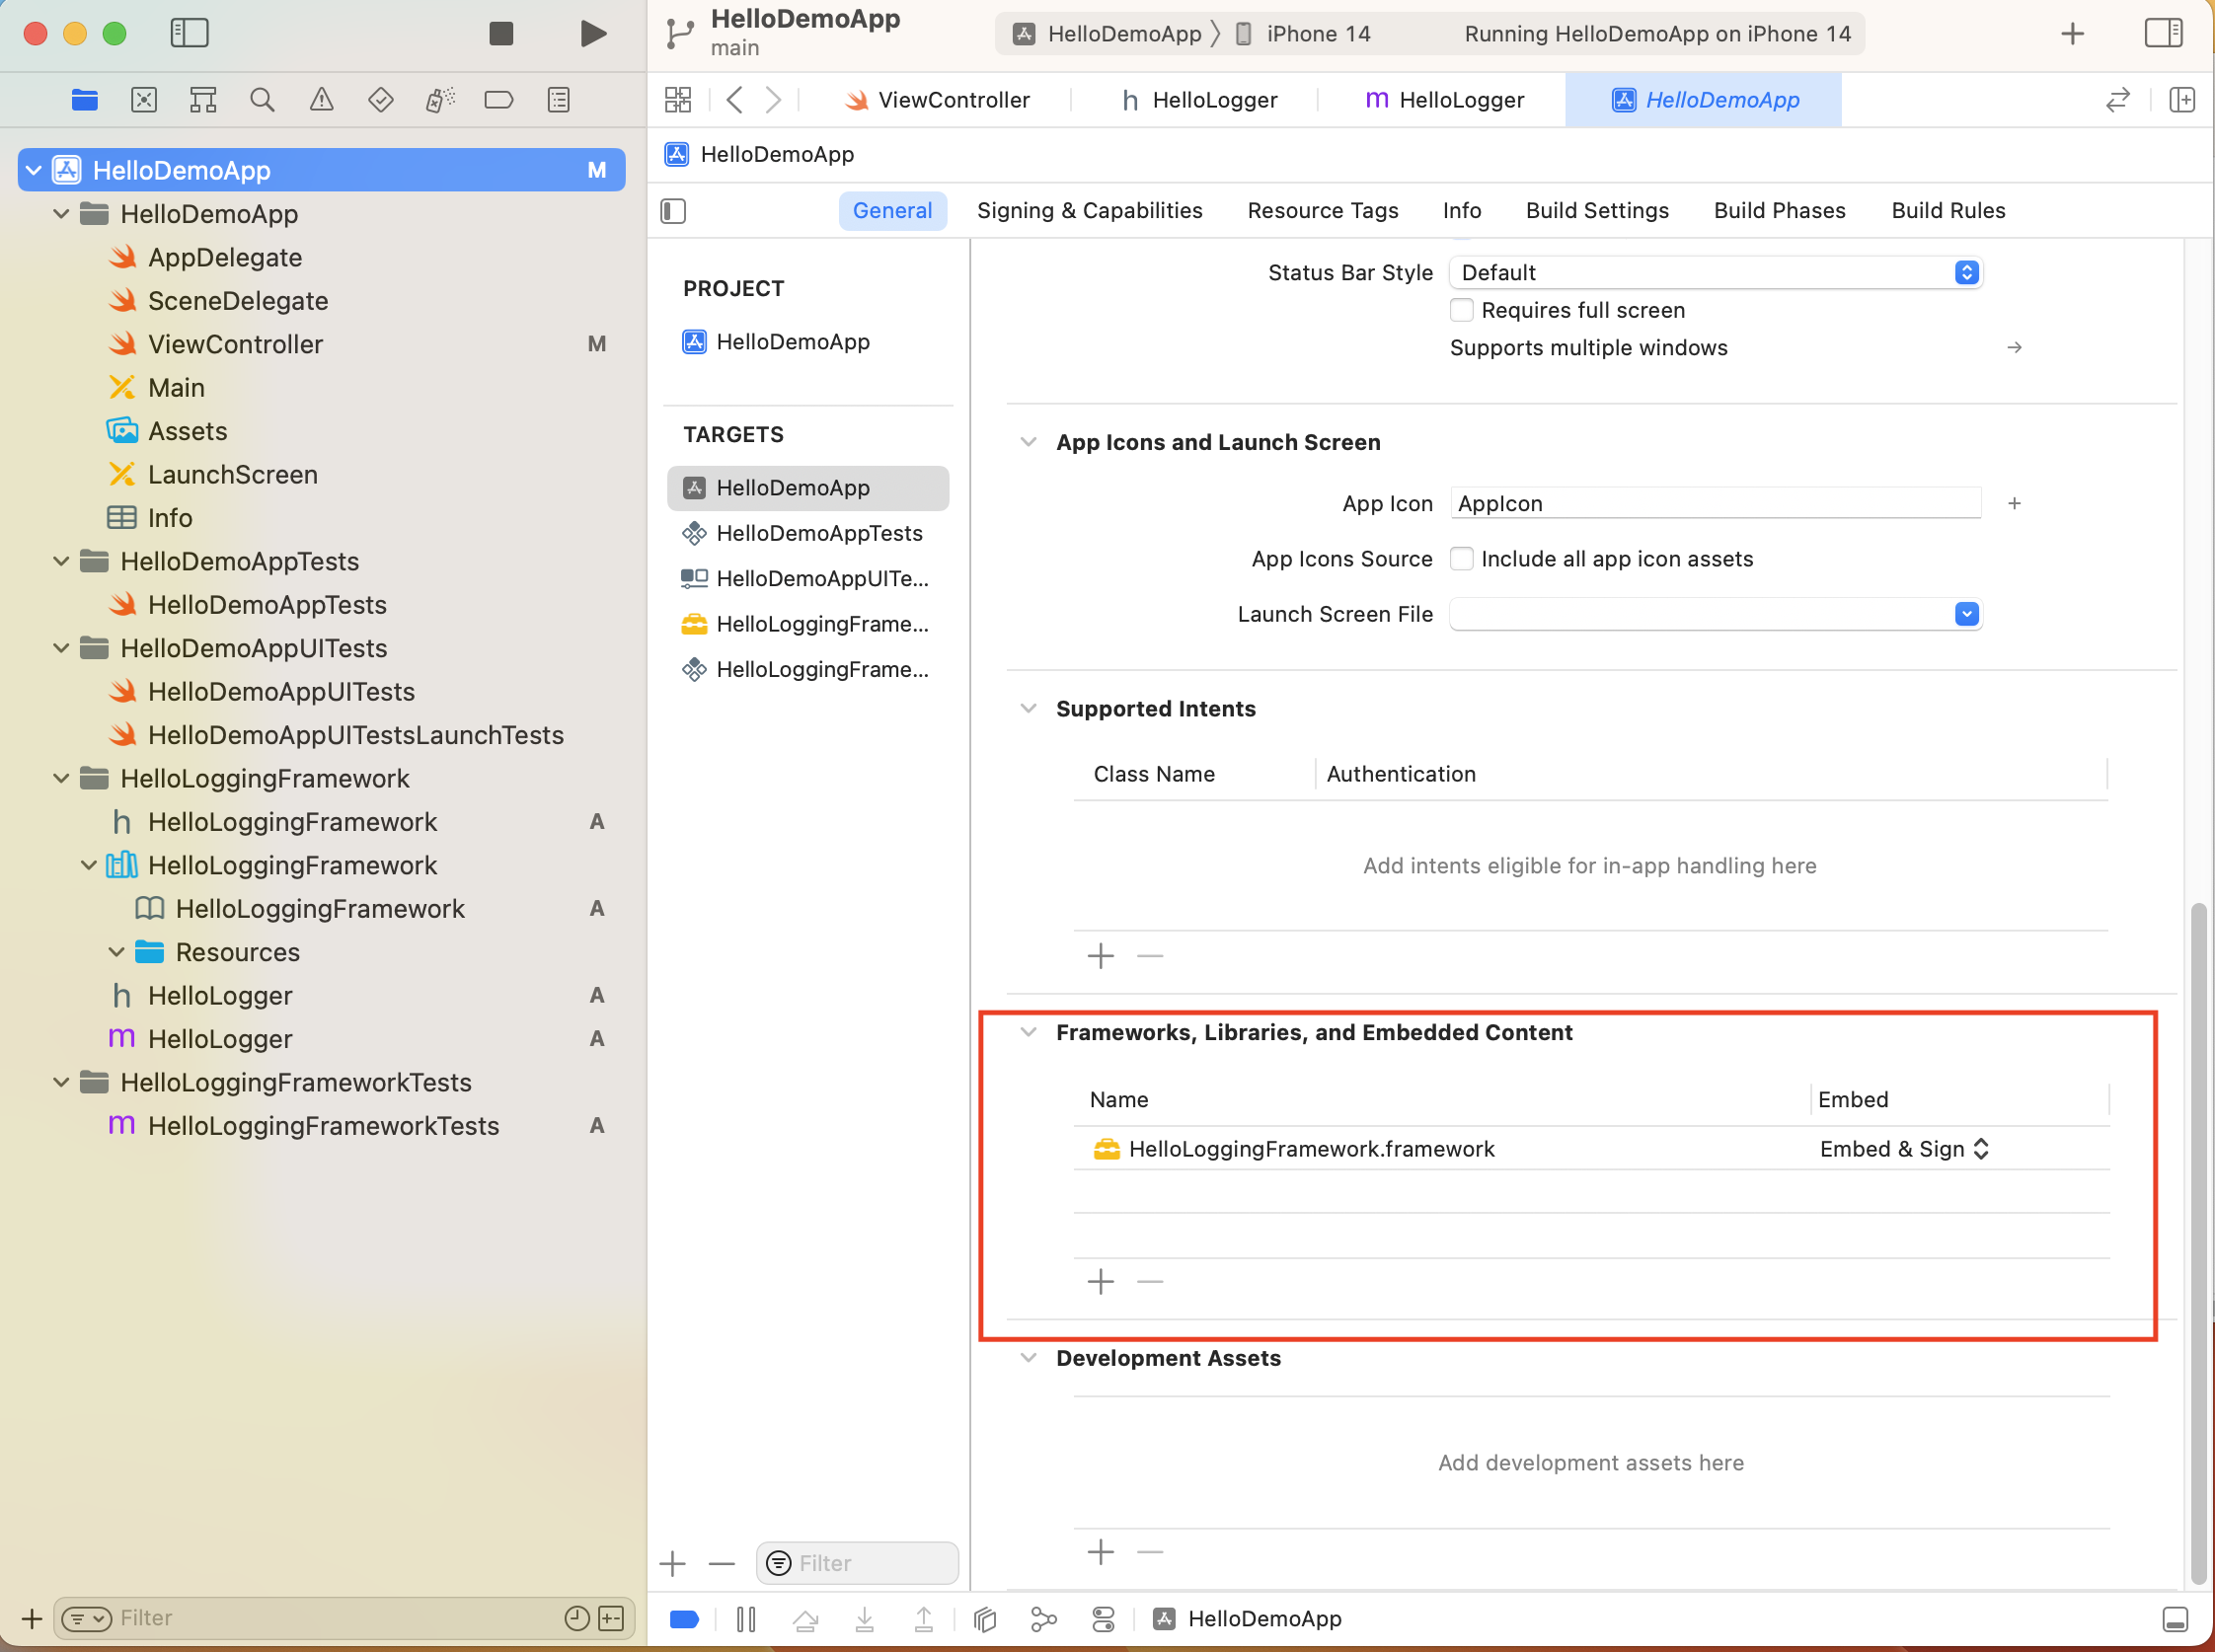 HelloDemoApp
main
HelloDemoApp
iPhone 14
Running HelloDemoApp on iPhone 14
ViewController
h HelloLogger
m HelloLogger
HelloDemoApp
HelloDemoApp M
HelloDemoApp
AppDelegate
SceneDelegate
ViewController M
Main
Assets
LaunchScreen
Info
HelloDemoAppTests
HelloDemoAppTests
HelloDemoAppUITests
HelloDemoAppUITests
HelloDemoAppUITestsLaunchTests
HelloLoggingFramework
h HelloLoggingFramework A
HelloLoggingFramework
HelloLoggingFramework A
Resources
h HelloLogger A
m HelloLogger A
HelloLoggingFrameworkTests
m HelloLoggingFrameworkTests A
Filter
HelloDemoApp
General Signing & Capabilities Resource Tags Info Build Settings Build Phases Build Rules
PROJECT
HelloDemoApp
TARGETS
HelloDemoApp
HelloDemoAppTests
HelloDemoAppUITe...
HelloLoggingFrame...
HelloLoggingFrame...
Filter
Status Bar Style Default
Requires full screen
Supports multiple windows
App Icons and Launch Screen
App Icon AppIcon
App Icons Source Include all app icon assets
Launch Screen File
Supported Intents
Class Name Authentication
Add intents eligible for in-app handling here
Frameworks, Libraries, and Embedded Content
Name Embed
HelloLoggingFramework.framework Embed & Sign
Development Assets
Add development assets here
HelloDemoApp